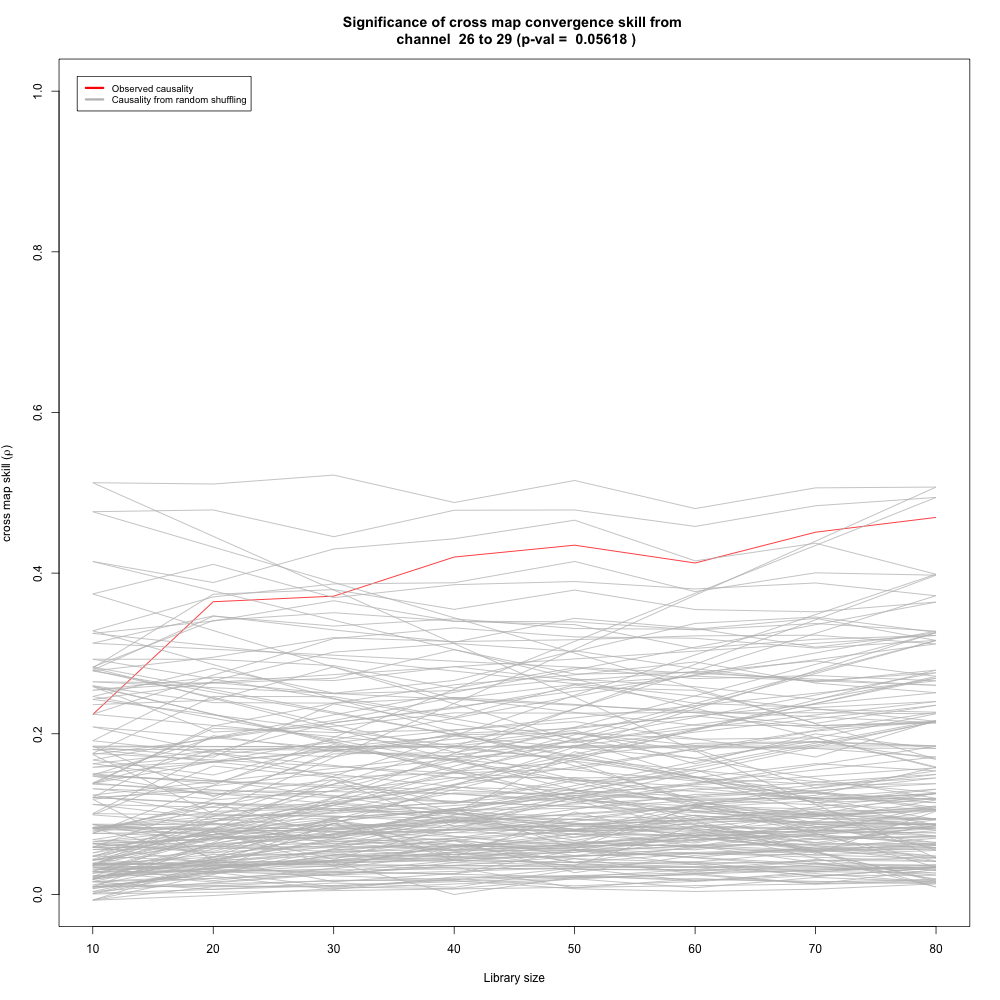 Significance of cross map convergence skill from
channel  26 to 29 (p-val =  0.05618 )
Observed causality
Causality from random shuffling
cross map skill (ρ)
1.0
0.8
0.6
0.4
0.2
0.0
10 20 30 40 50 60 70 80
Library size